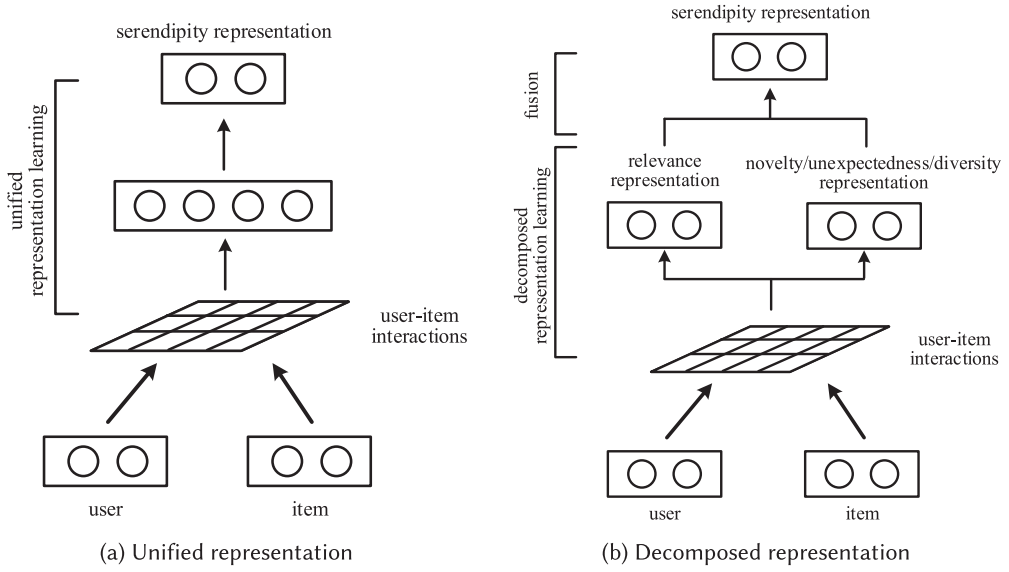 serendipity representation
unified
representation learning
user-item
interactions
user
item
(a) Unified representation
serendipity representation
fusion
relevance
representation
novelty/unexpectedness/diversity
representation
decomposed
representation learning
user-item
interactions
user
item
(b) Decomposed representation